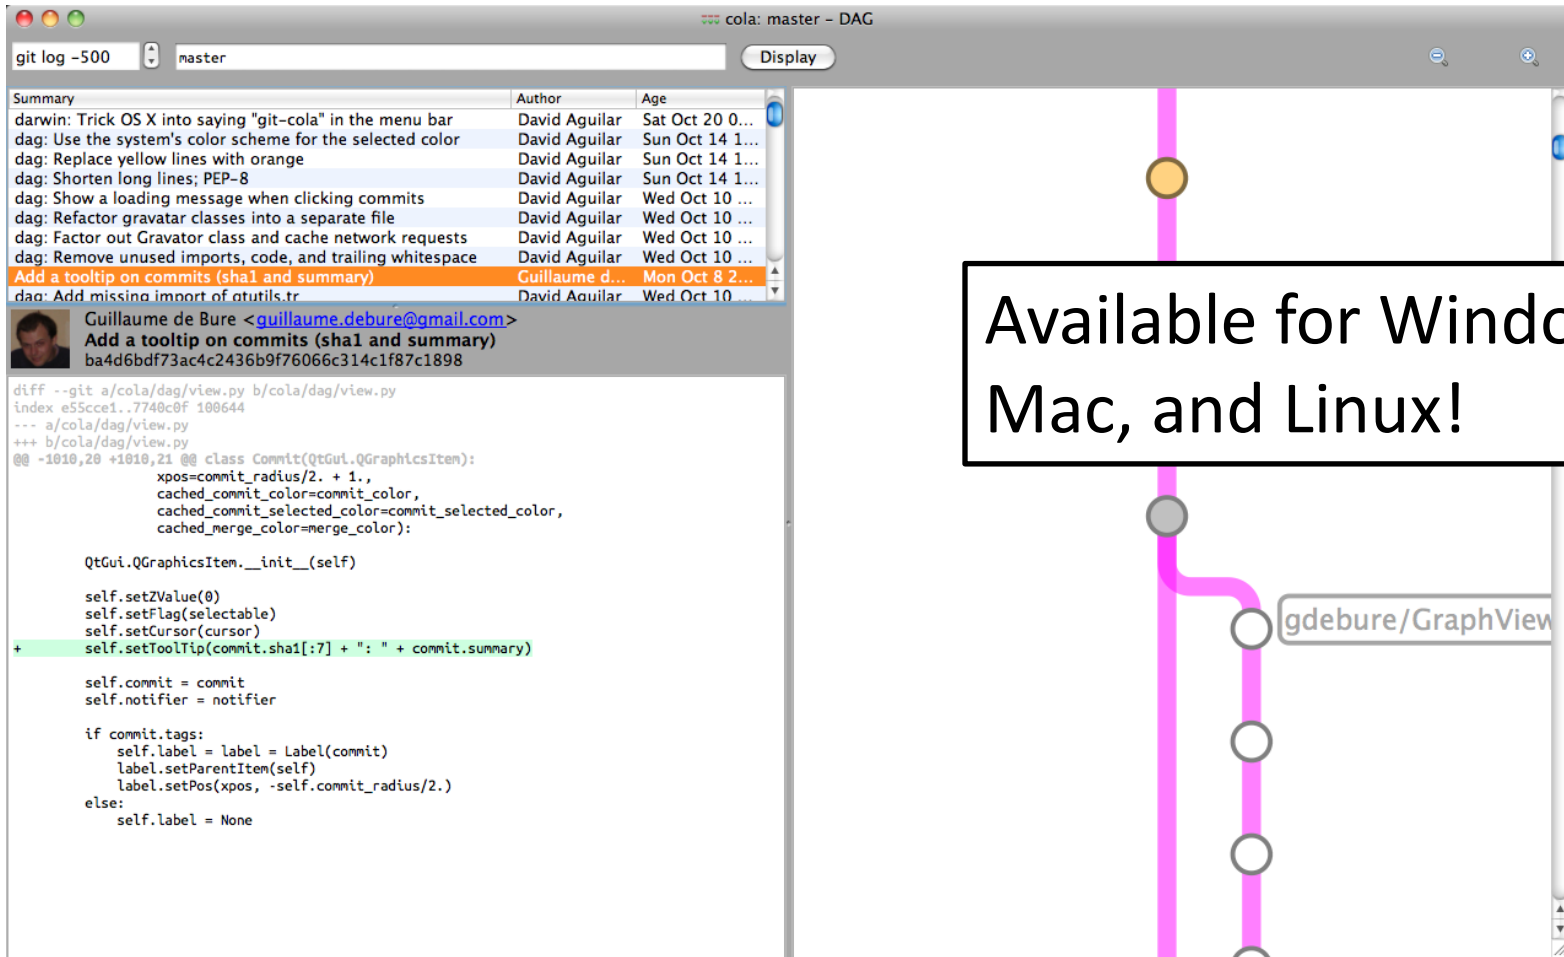 cola: master – DAG
git log -500
master
Display
Summary Author Age
darwin: Trick OS X into saying "git-cola" in the menu bar David Aguilar Sat Oct 20 0...
dag: Use the system's color scheme for the selected color David Aguilar Sun Oct 14 1...
dag: Replace yellow lines with orange David Aguilar Sun Oct 14 1...
dag: Shorten long lines; PEP-8 David Aguilar Sun Oct 14 1...
dag: Show a loading message when clicking commits David Aguilar Wed Oct 10 ...
dag: Refactor gravatar classes into a separate file David Aguilar Wed Oct 10 ...
dag: Factor out Gravator class and cache network requests David Aguilar Wed Oct 10 ...
dag: Remove unused imports, code, and trailing whitespace David Aguilar Wed Oct 10 ...
Add a tooltip on commits (sha1 and summary) Guillaume d... Mon Oct 8 2...
dag: Add missing import of qtutils.tr David Aguilar Wed Oct 10 ...
Guillaume de Bure <guillaume.debure@gmail.com>
Add a tooltip on commits (sha1 and summary)
ba4d6bdf73ac4c2436b9f76066c314c1f87c1898
diff --git a/cola/dag/view.py b/cola/dag/view.py
index e55cce1..7740c0f 100644
--- a/cola/dag/view.py
+++ b/cola/dag/view.py
@@ -1010,20 +1010,21 @@ class Commit(QtGui.QGraphicsItem):
xpos=commit_radius/2. + 1.,
cached_commit_color=commit_color,
cached_commit_selected_color=commit_selected_color,
cached_merge_color=merge_color):
QtGui.QGraphicsItem.__init__(self)
self.setZValue(0)
self.setFlag(selectable)
self.setCursor(cursor)
+ self.setToolTip(commit.sha1[:7] + ": " + commit.summary)
self.commit = commit
self.notifier = notifier
if commit.tags:
self.label = label = Label(commit)
label.setParentItem(self)
label.setPos(xpos, -self.commit_radius/2.)
else:
self.label = None
Available for Windo
Mac, and Linux!
gdebure/GraphView